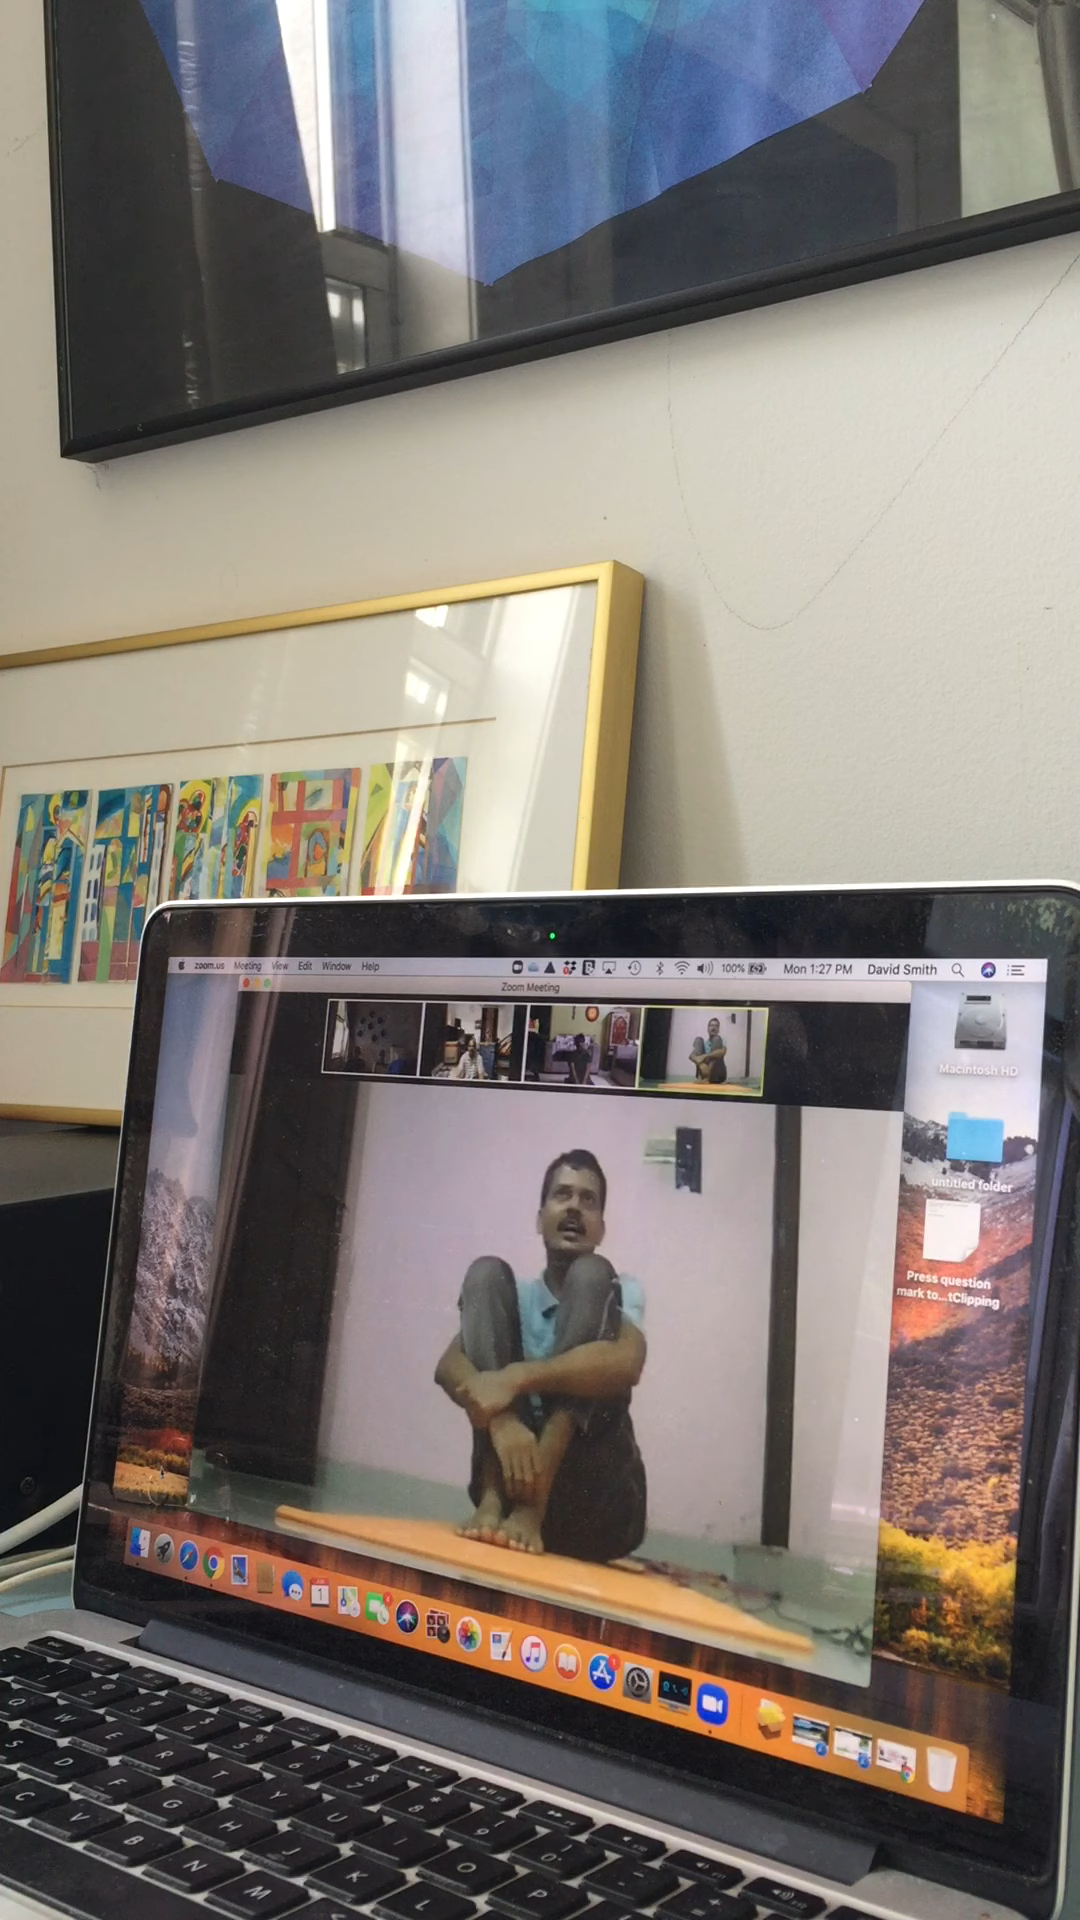 zoom.us Meeting View Edit Window Help 100% Mon 1:27 PM David Smith
Zoom Meeting
Macintosh HD
untitled folder
Press question
mark to...tClipping
1
Q W E R T Y U I O P
S D F G H J K L
C V B N M